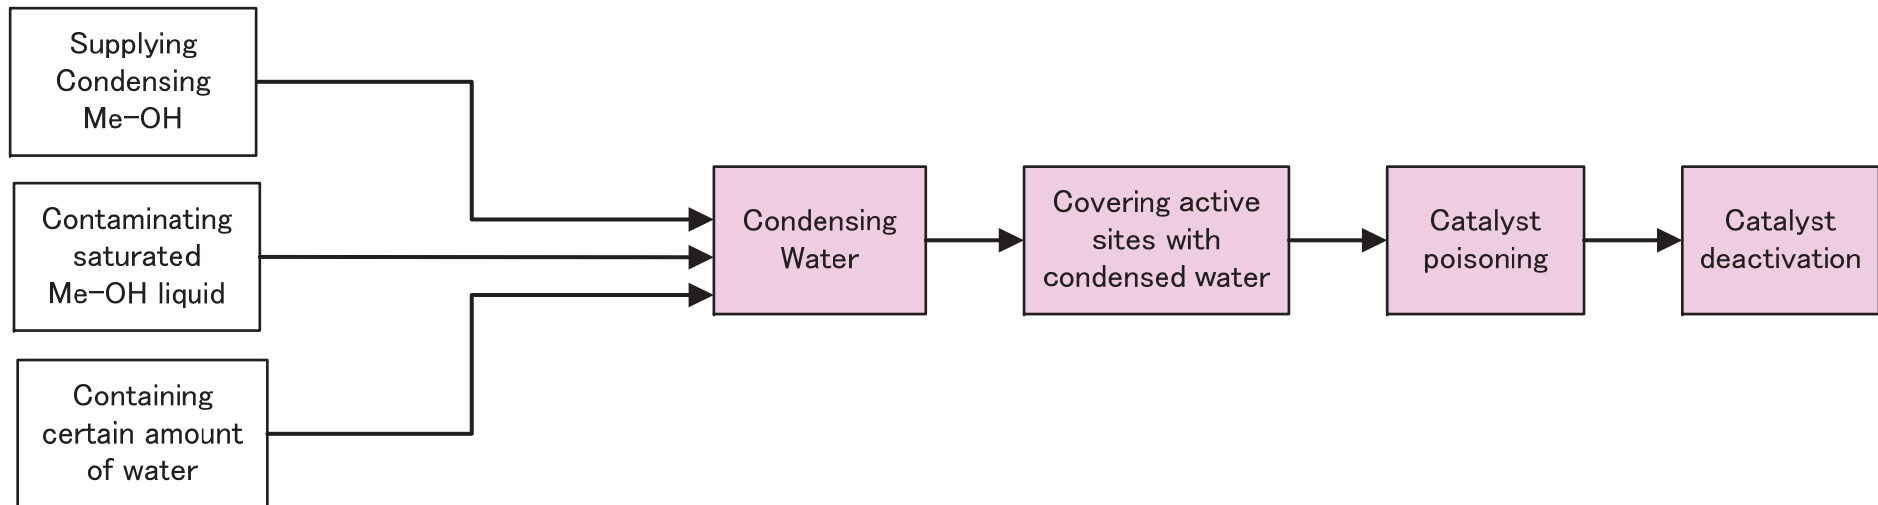 Supplying
Condensing
Me-OH
Contaminating
saturated
Me-OH liquid
Containing
certain amount
of water
Condensing
Water
Covering active
sites with
condensed water
Catalyst
poisoning
Catalyst
deactivation